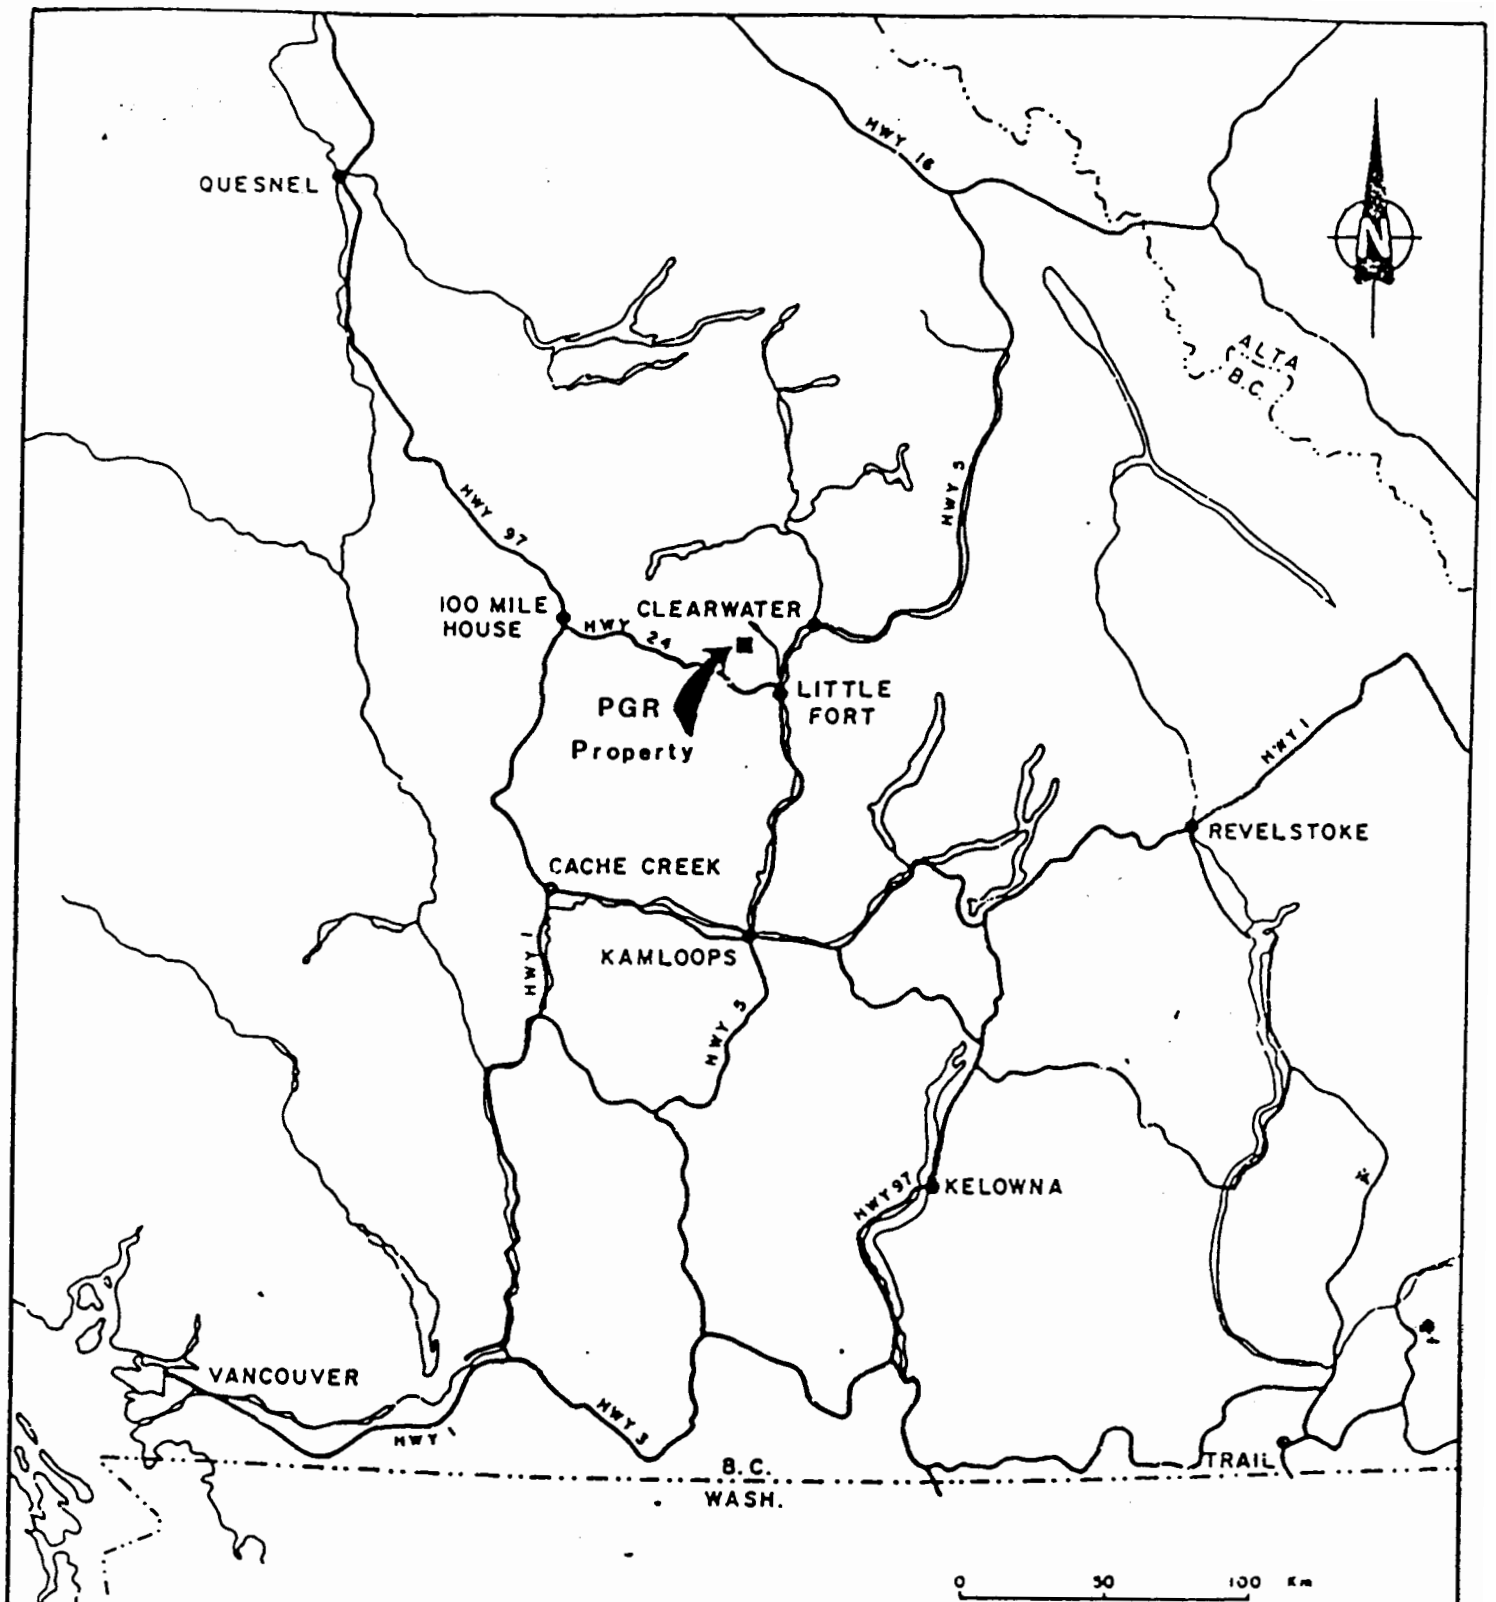 HWY 16
N
QUESNEL
ALTA
B.C.
HWY 5
HWY 97
100 MILE
HOUSE
HWY 24
CLEARWATER
LITTLE
FORT
PGR
Property
HWY 1
REVELSTOKE
CACHE CREEK
KAMLOOPS
HWY 1
HWY 5
HWY 97
KELOWNA
VANCOUVER
HWY 1
HWY 3
TRAIL
B.C.
WASH.
0 50 100 Km